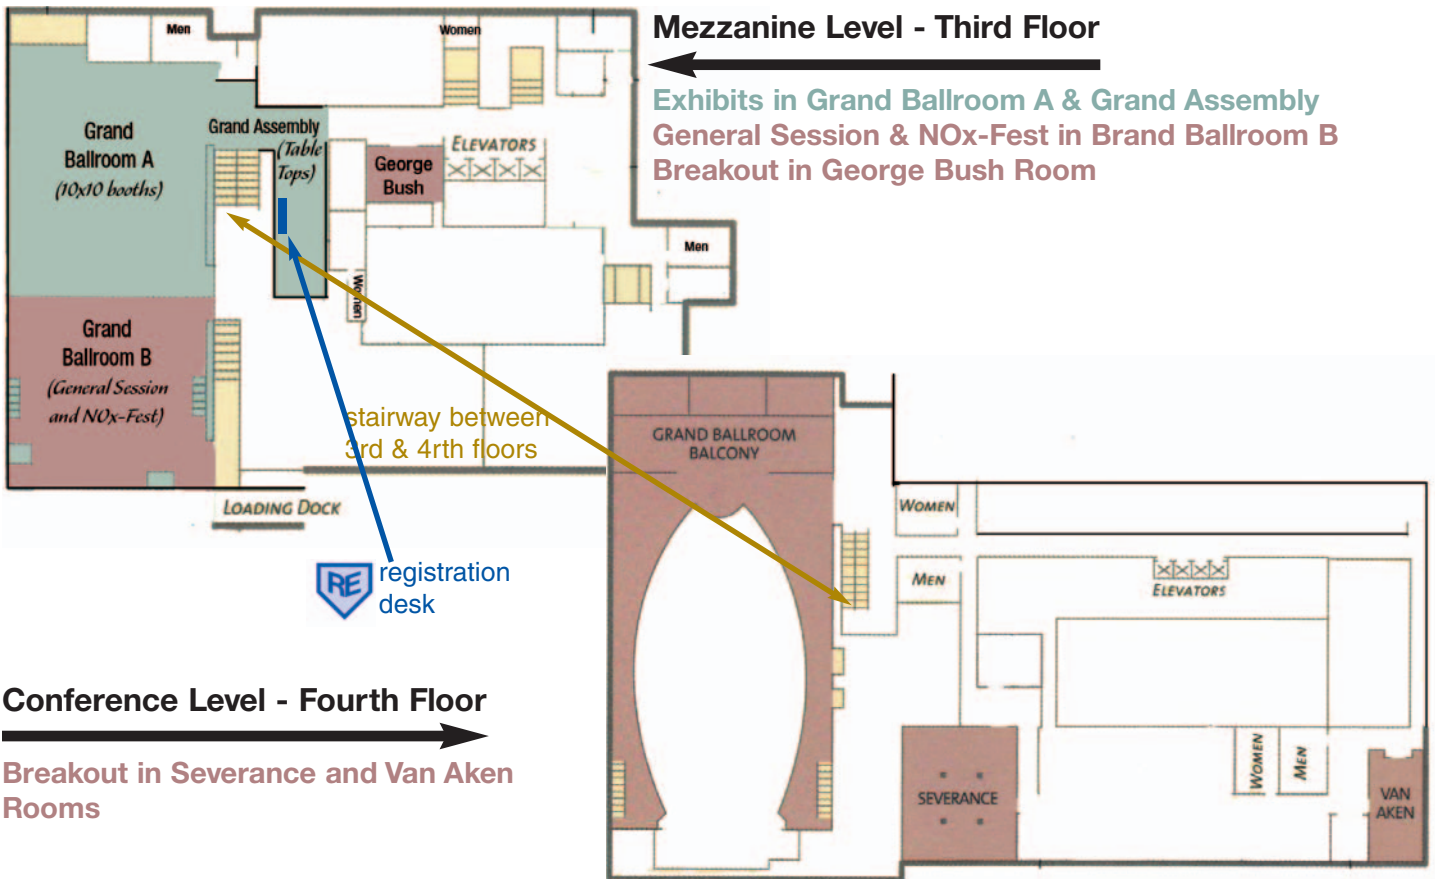 Men
Women
Mezzanine Level - Third Floor
Exhibits in Grand Ballroom A & Grand Assembly
General Session & NOx-Fest in Brand Ballroom B
Breakout in George Bush Room
Grand
Ballroom A
(10x10 booths)
Grand Assembly
(Table
Tops)
George
Bush
ELEVATORS
Men
Women
Grand
Ballroom B
(General Session
and NOx-Fest)
stairway between
3rd & 4rth floors
LOADING DOCK
RE
registration
desk
GRAND BALLROOM
BALCONY
WOMEN
MEN
ELEVATORS
Conference Level - Fourth Floor
Breakout in Severance and Van Aken
Rooms
SEVERANCE
WOMEN
MEN
VAN
AKEN